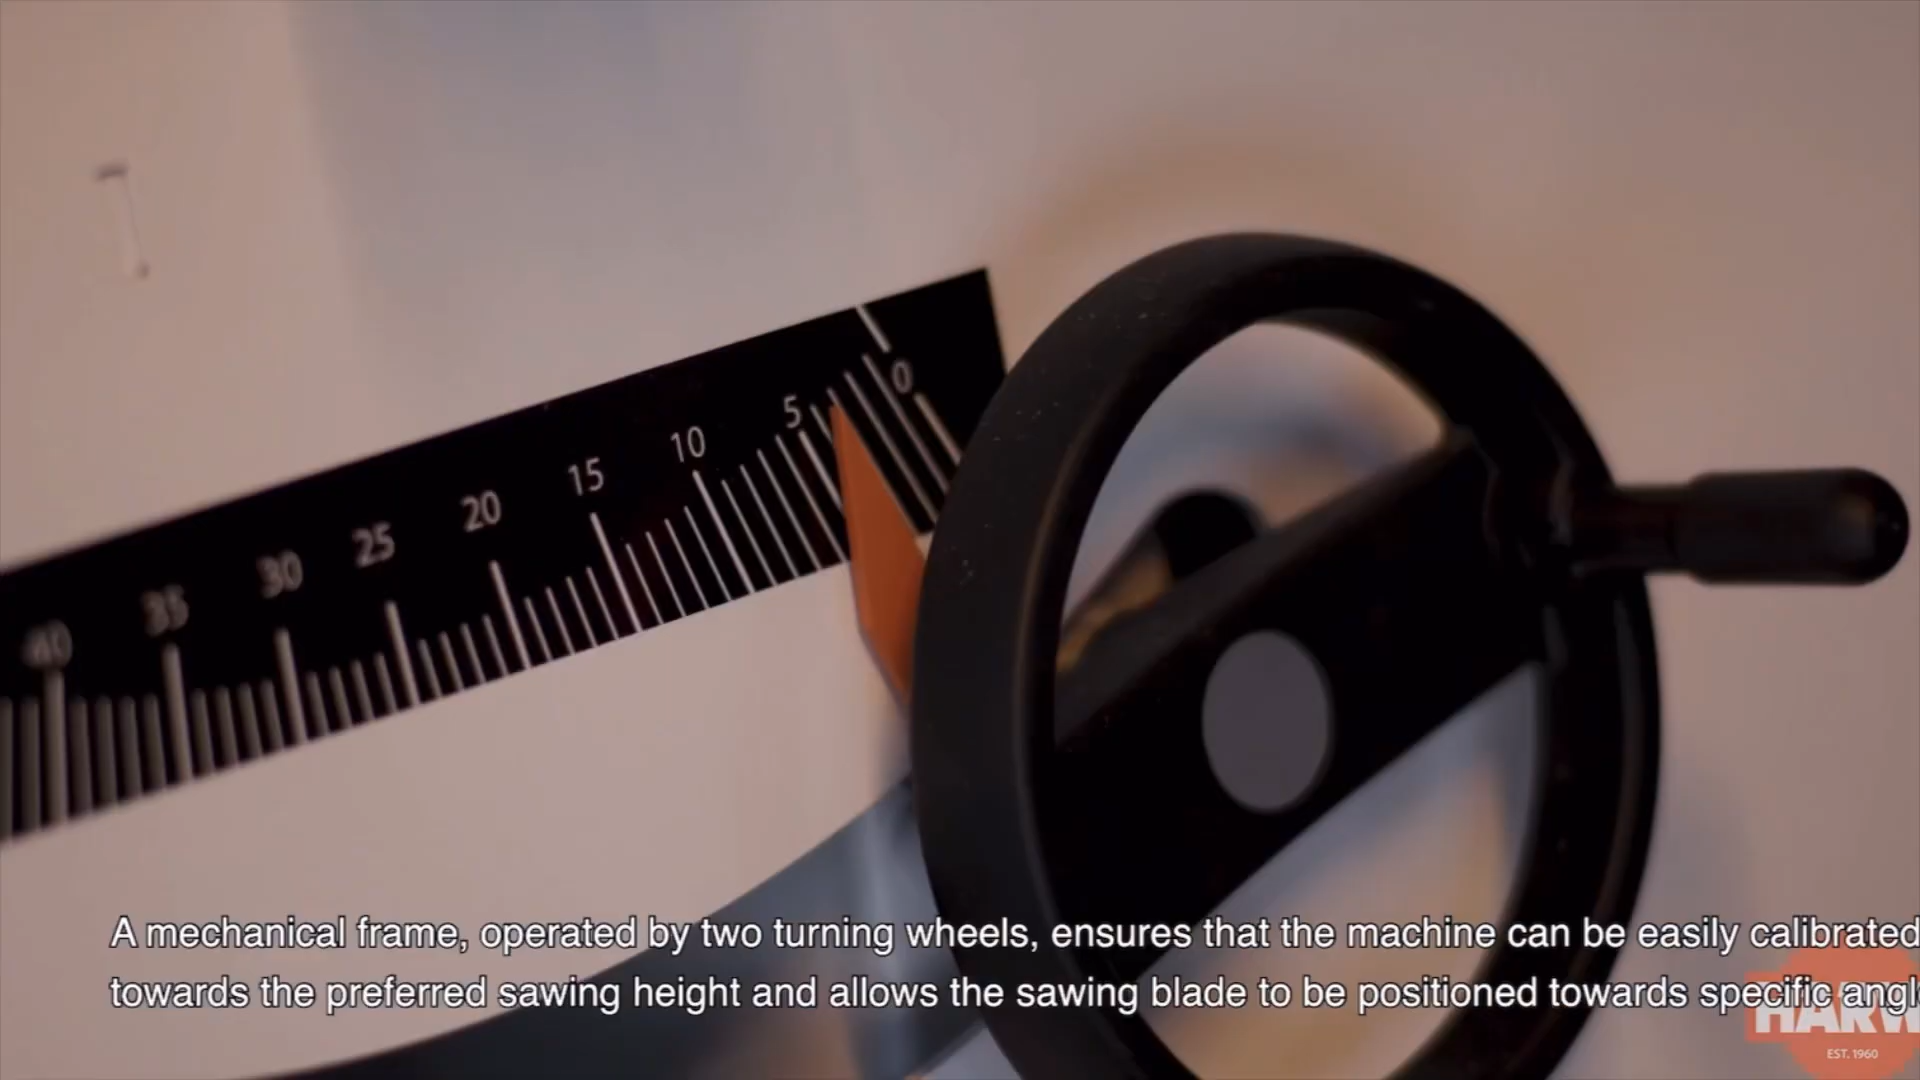 0
5
10
15
20
25
30
35
40
A mechanical frame, operated by two turning wheels, ensures that the machine can be easily calibrated
towards the preferred sawing height and allows the sawing blade to be positioned towards specific angl
HARW
EST. 1960